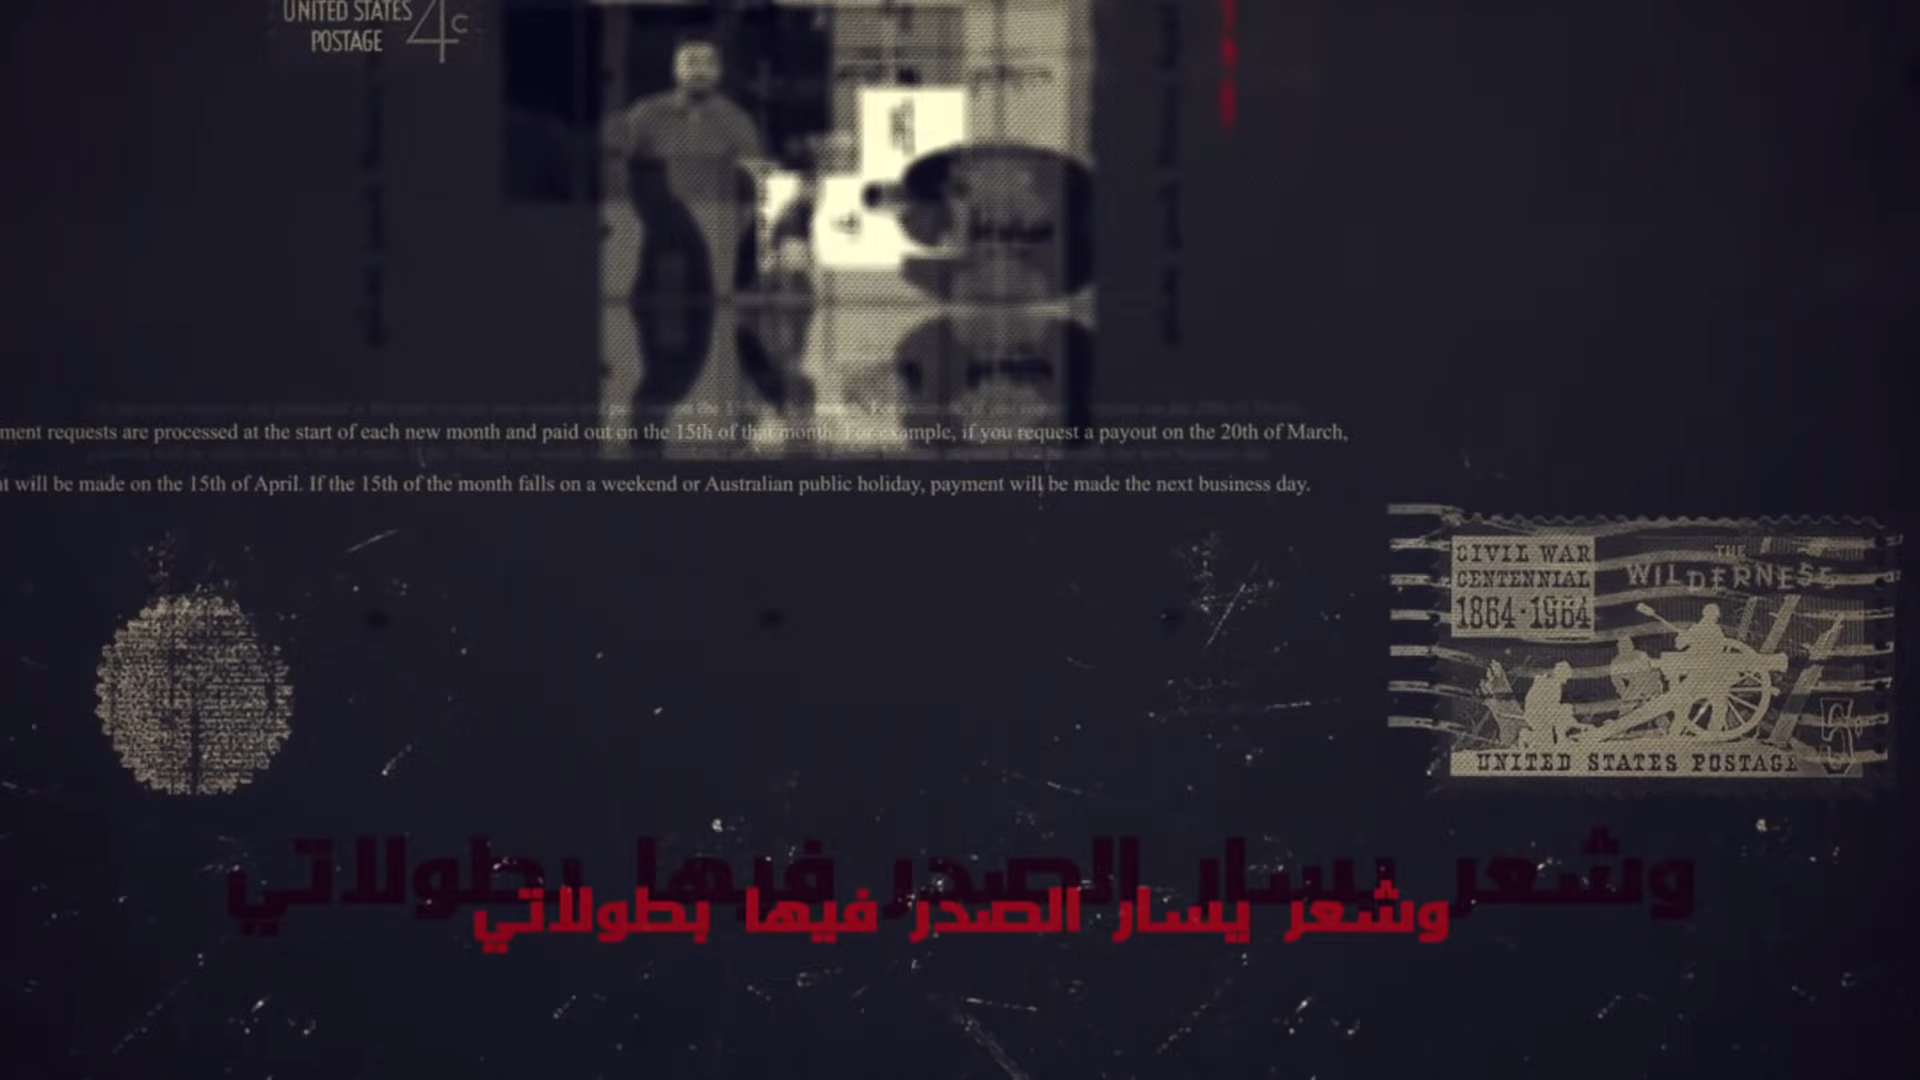 UNITED STATES
POSTAGE 4c
ment requests are processed at the start of each new month and paid out on the 15th of that month. For example, if you request a payout on the 20th of March,
t will be made on the 15th of April. If the 15th of the month falls on a weekend or Australian public holiday, payment will be made the next business day.
CIVIL WAR
CENTENNIAL
1864·1964
THE
WILDERNESS
5c
UNITED STATES POSTAGE
وشعر يسار الصدر فيها بطولاتي
وشعر يسار الصدر فيها بطولاتي